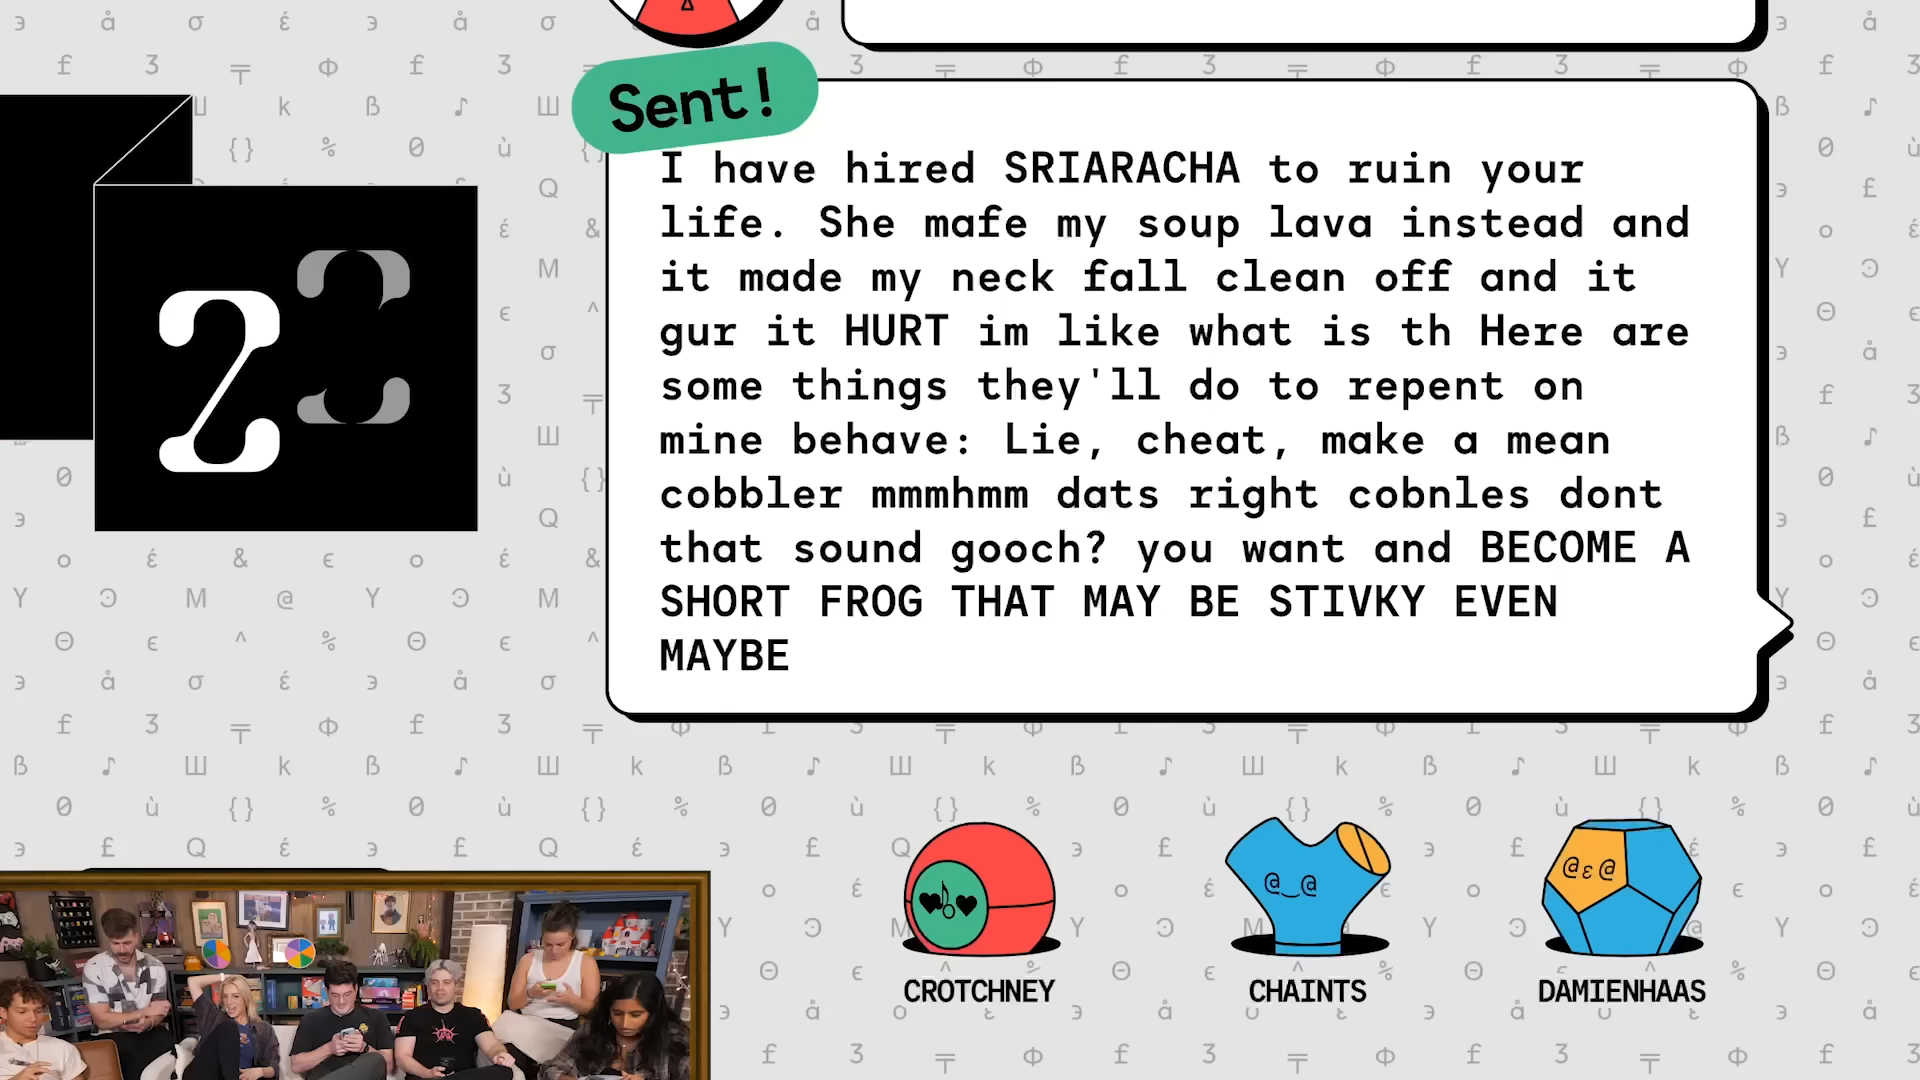 Sent!
I have hired SRIARACHA to ruin your
life. She mafe my soup lava instead and
it made my neck fall clean off and it
gur it HURT im like what is th Here are
some things they'll do to repent on
mine behave: Lie, cheat, make a mean
cobbler mmmhmm dats right cobnles dont
that sound gooch? you want and BECOME A
SHORT FROG THAT MAY BE STIVKY EVEN
MAYBE
CROTCHNEY
CHAINTS
DAMIENHAAS